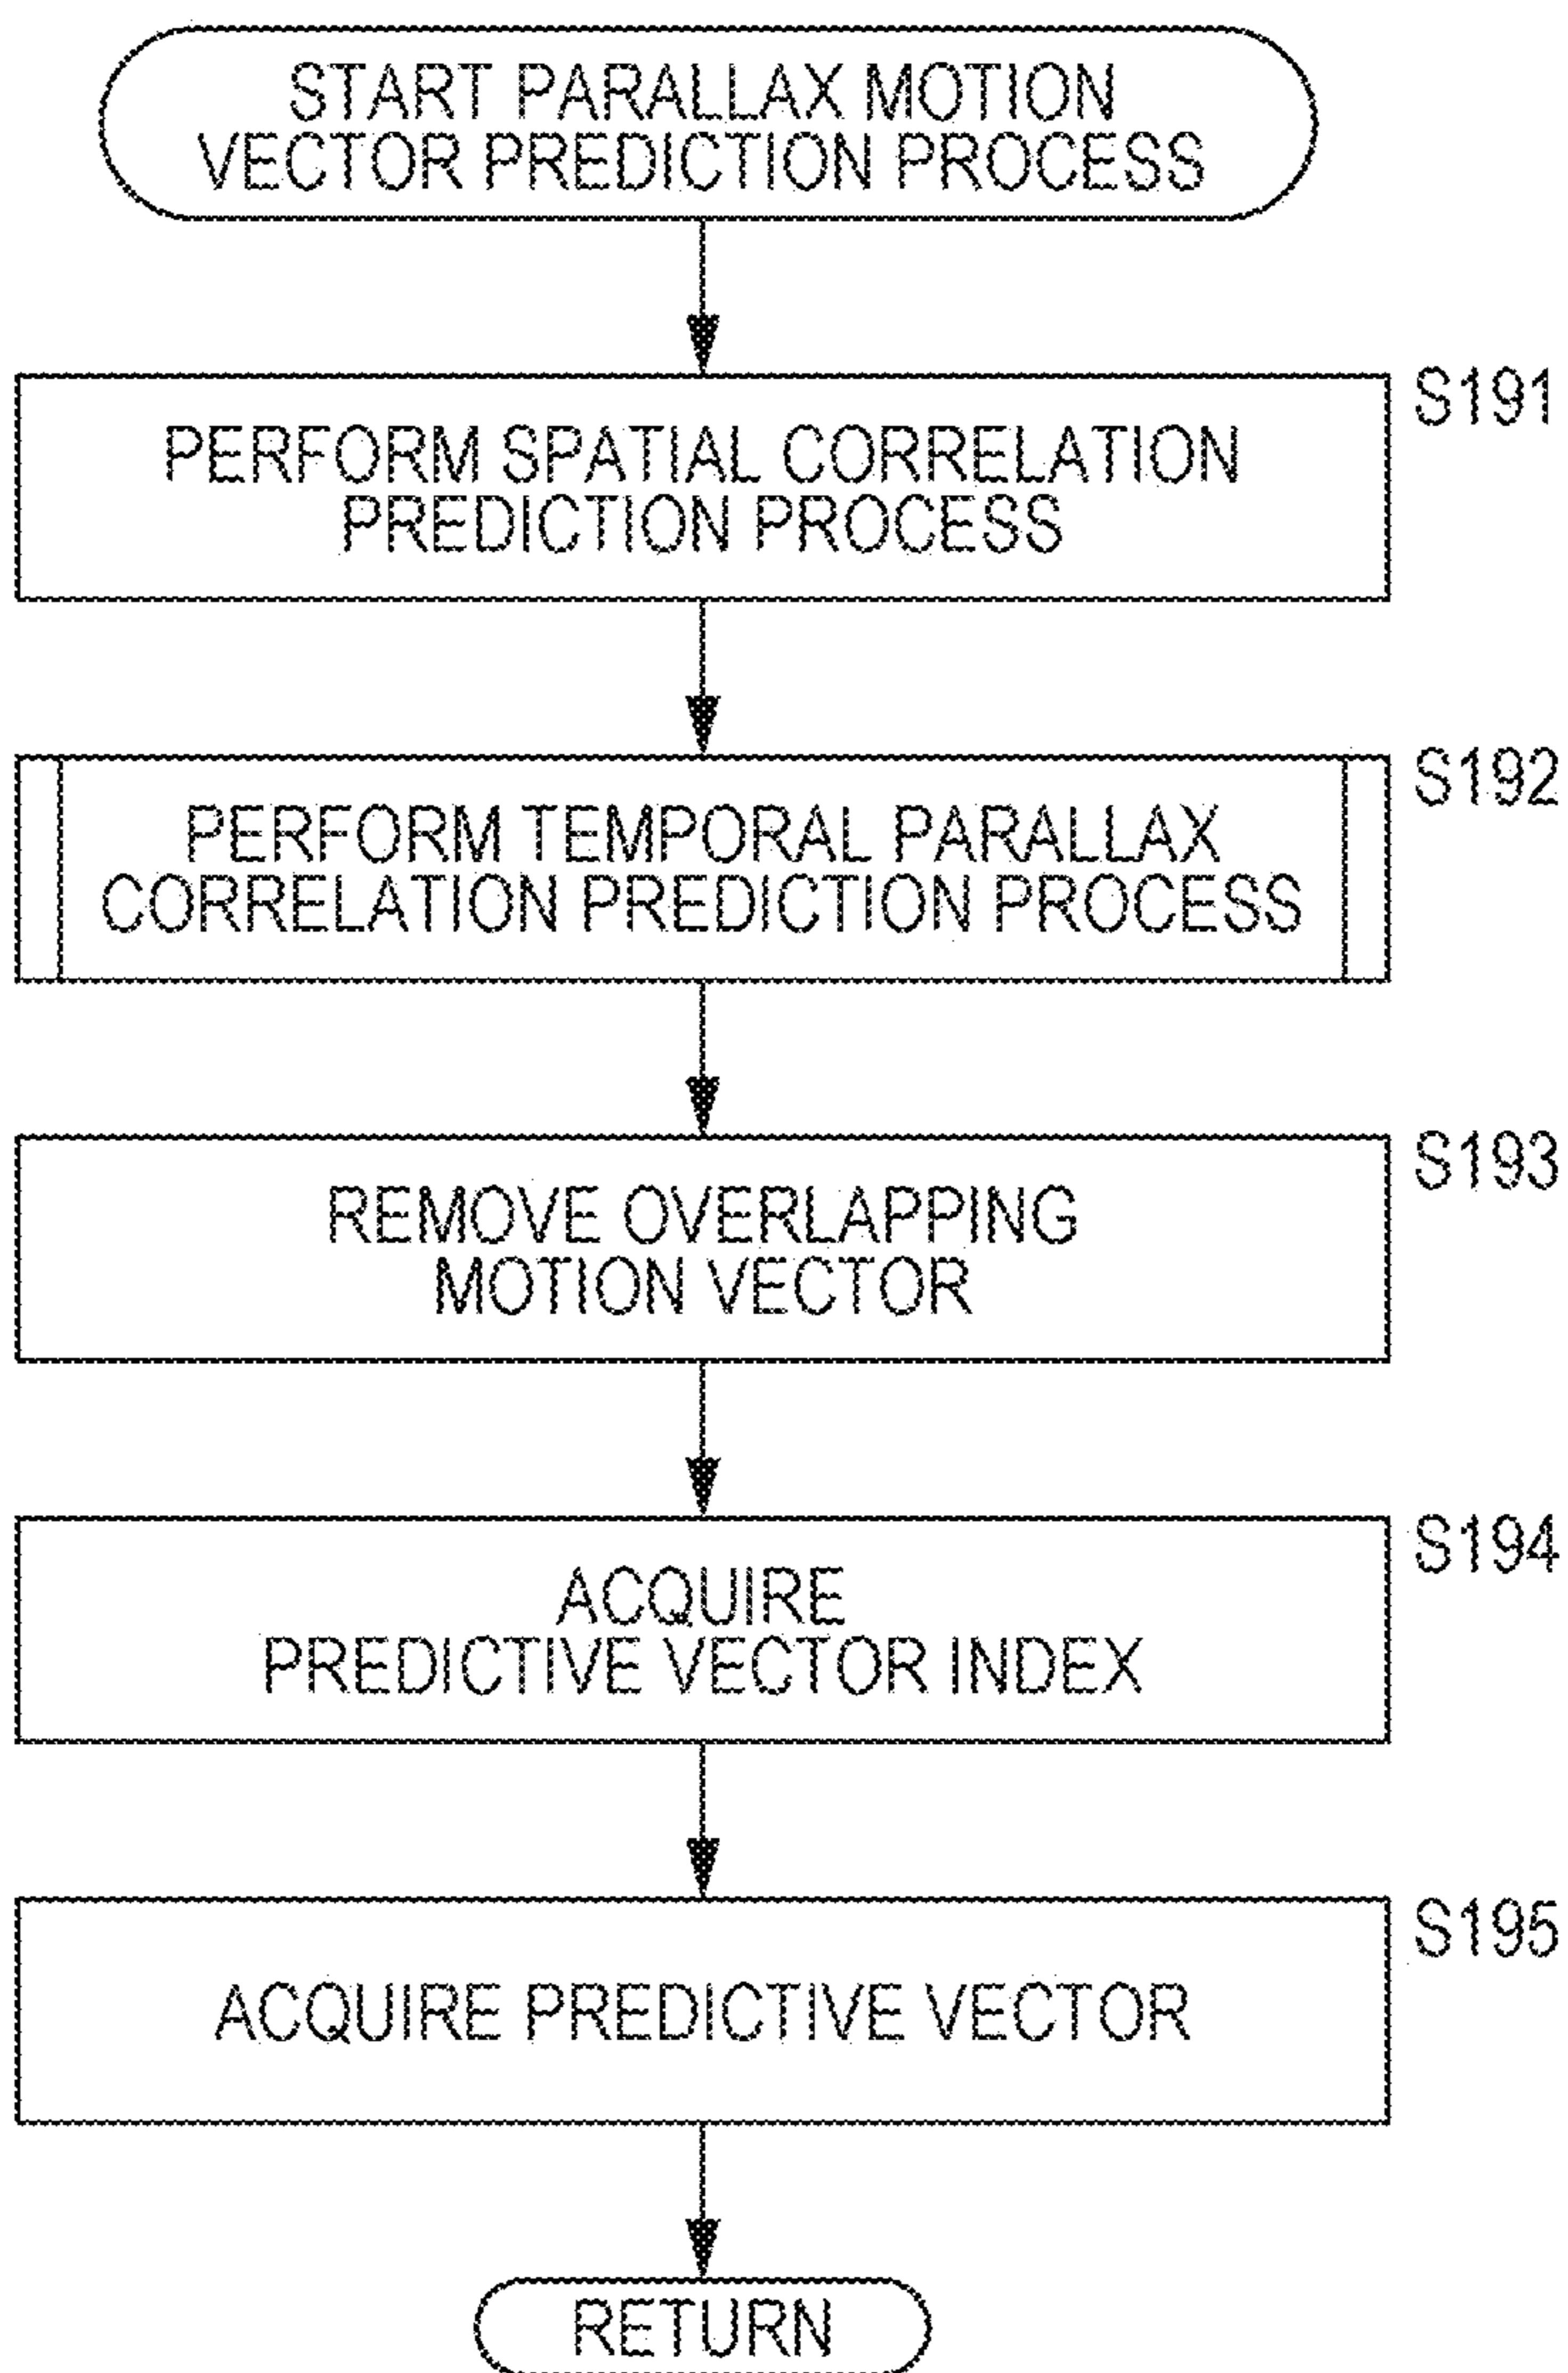 START PARALLAX MOTION
VECTOR PREDICTION PROCESS
S191
PERFORM SPATIAL CORRELATION
PREDICTION PROCESS
S192
PERFORM TEMPORAL PARALLAX
CORRELATION PREDICTION PROCESS
S193
REMOVE OVERLAPPING
MOTION VECTOR
S194
ACQUIRE
PREDICTIVE VECTOR INDEX
S195
ACQUIRE PREDICTIVE VECTOR
RETURN